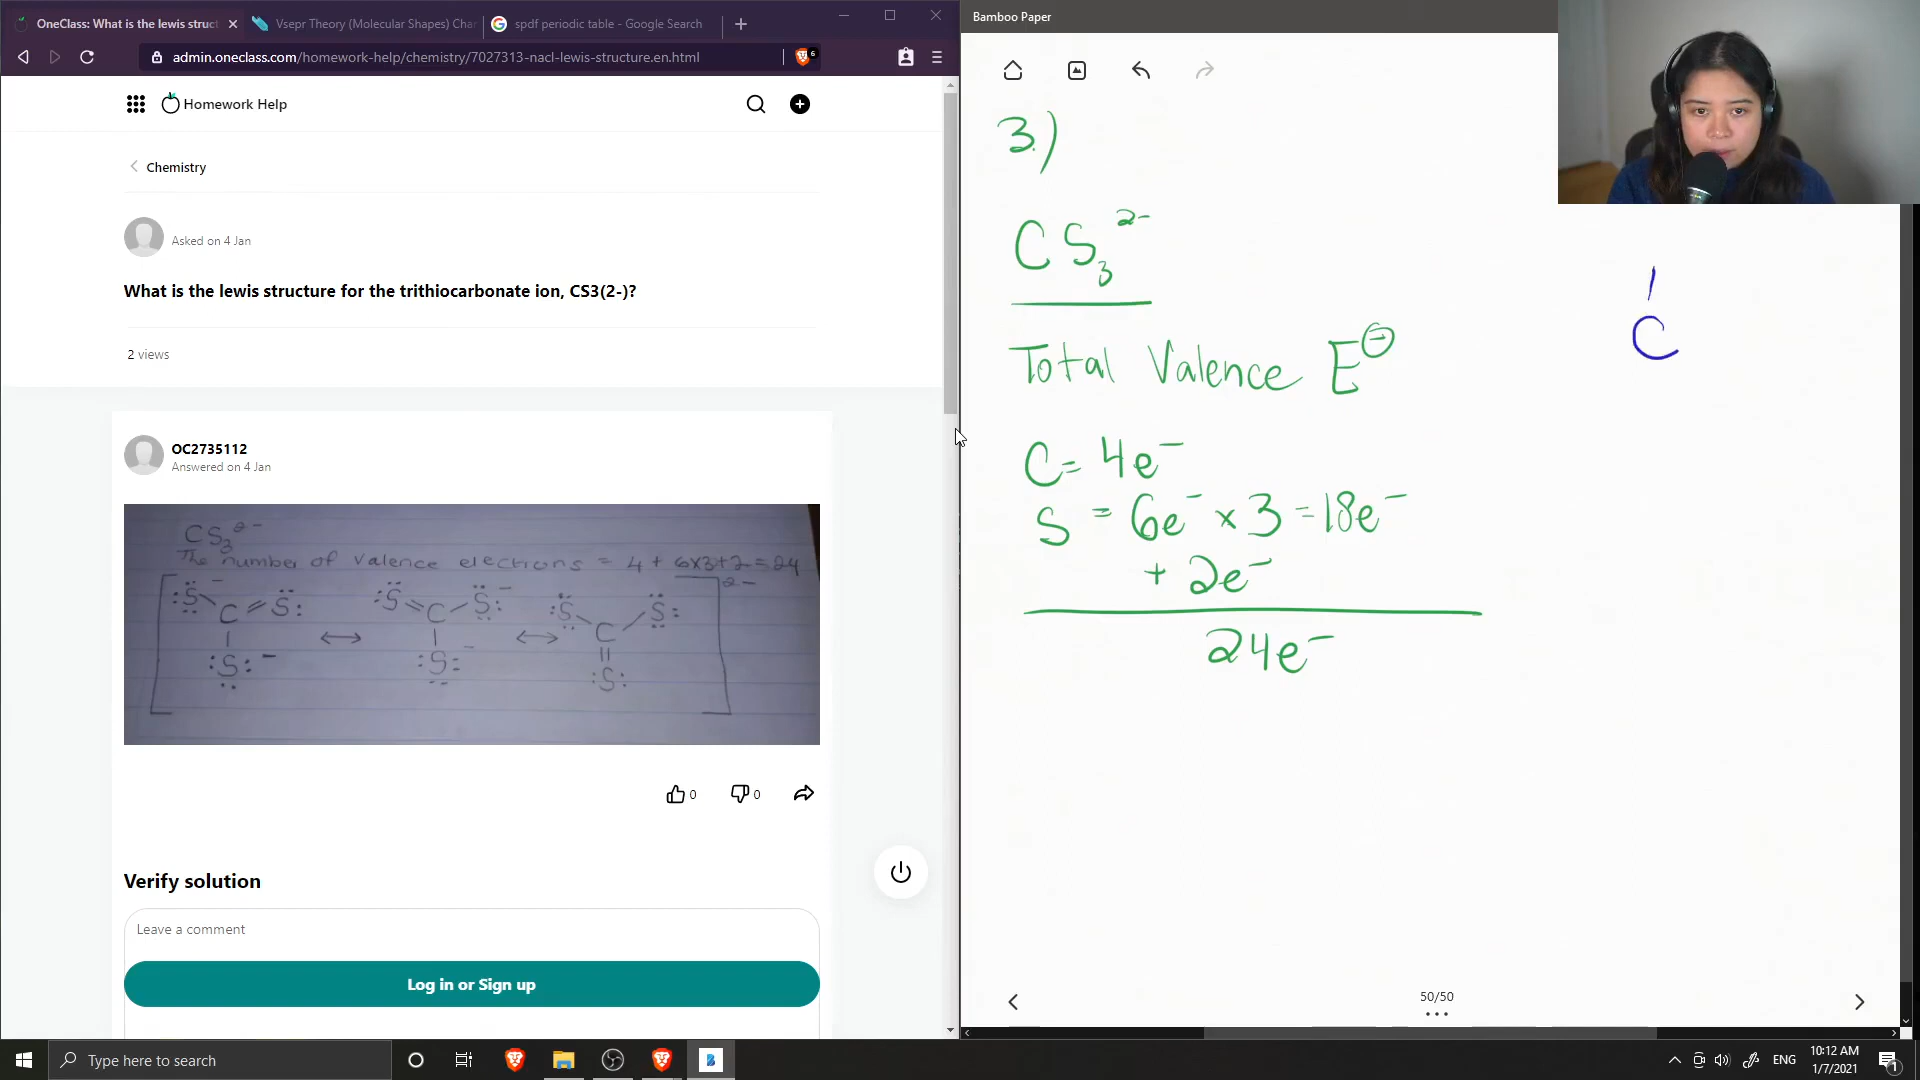 OneClass: What is the lewis struct
Vsepr Theory (Molecular Shapes) Cha
spdf periodic table - Google Search
admin.oneclass.com/homework-help/chemistry/7027313-nacl-lewis-structure.en.html
6
Homework Help
Chemistry
Asked on 4 Jan
What is the lewis structure for the trithiocarbonate ion, CS3(2-)?
2 views
OC2735112
Answered on 4 Jan
CS₃²⁻
The number of valence electrons = 4 + 6x3+2=24
S⁻ C = S ↔ S = C S⁻ ↔ S C S 2-
S⁻ S⁻ S
0 0
Verify solution
Leave a comment
Log in or Sign up
Bamboo Paper
3.)
CS₃²⁻
Total Valence E⊖
C = 4e⁻
S = 6e⁻ × 3 = 18e⁻
+ 2e⁻
24e⁻
C
50/50
Type here to search
ENG
10:12 AM
1/7/2021
1